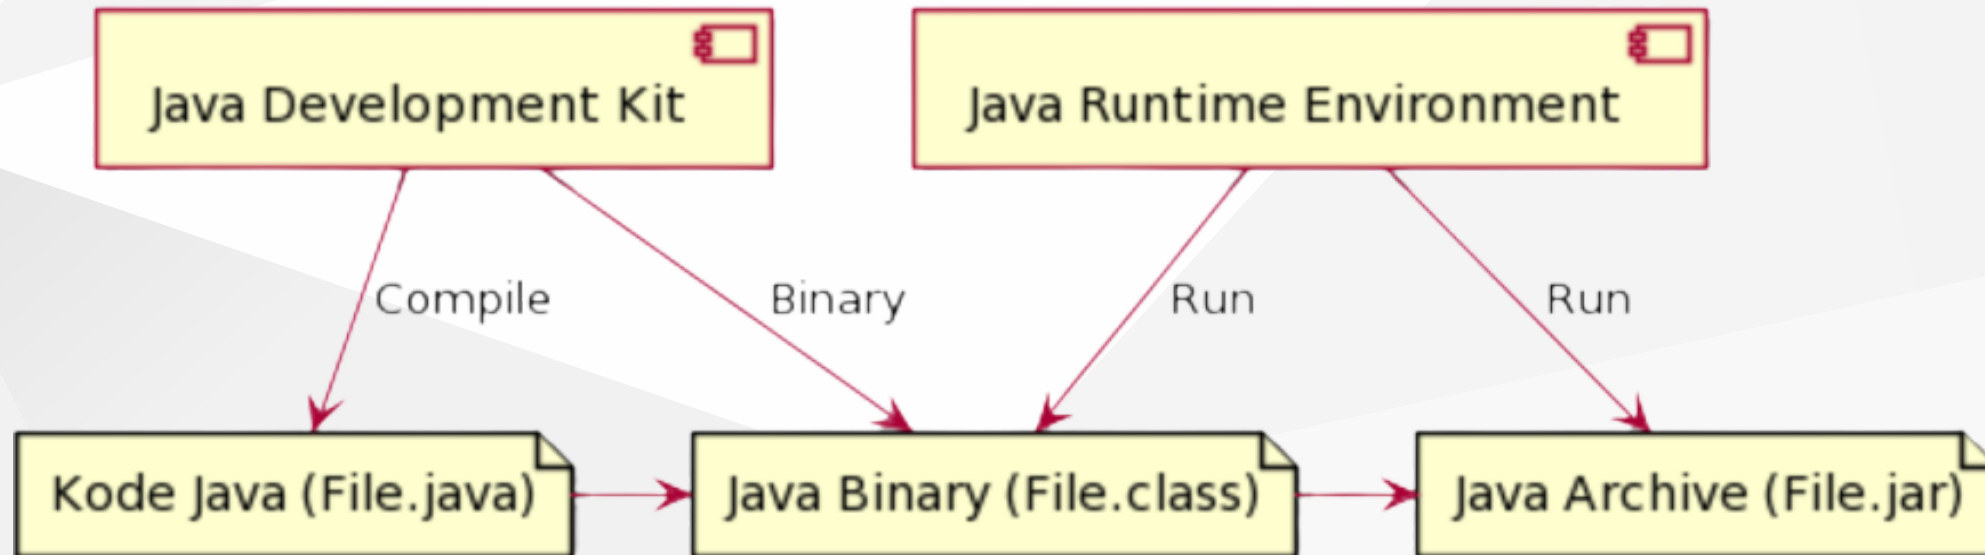 Java Development Kit
Java Runtime Environment
Compile
Binary
Run
Run
Kode Java (File.java)
Java Binary (File.class)
Java Archive (File.jar)